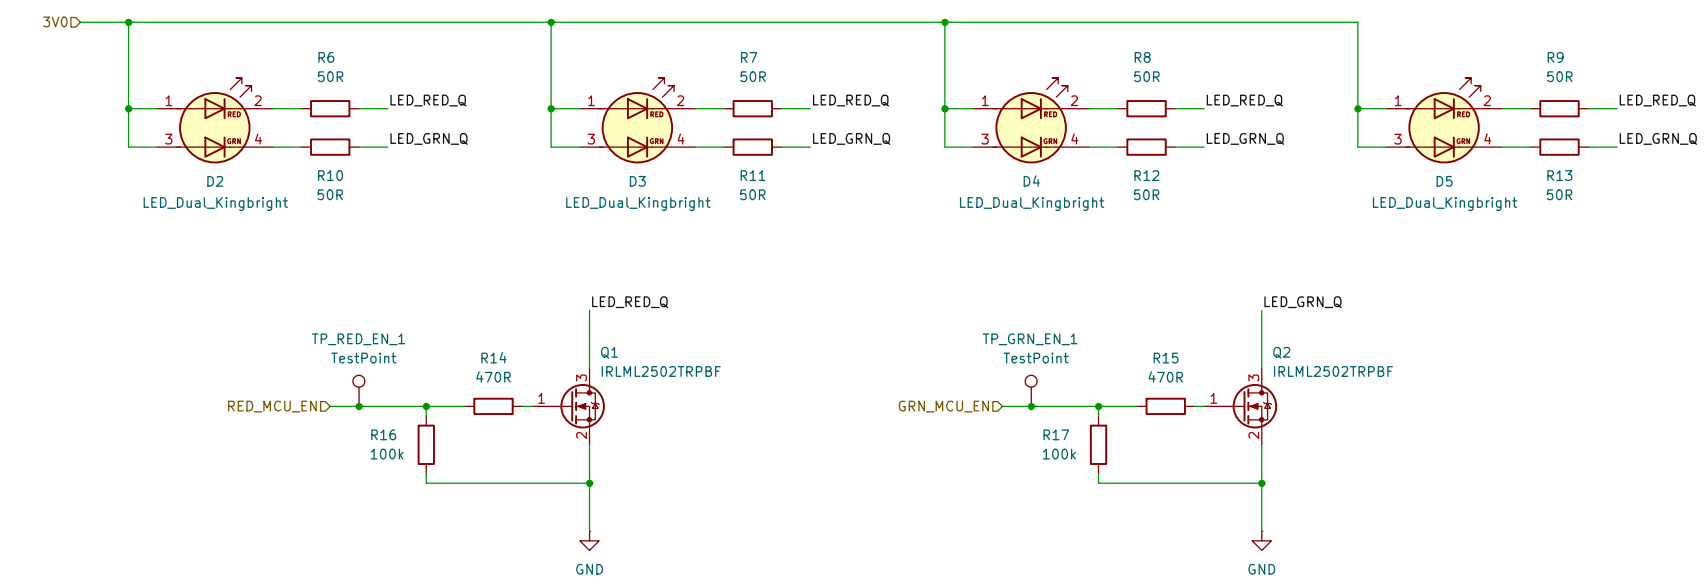 3V0
R6
50R
R7
50R
R8
50R
R9
50R
1 2 LED_RED_Q
1 2 LED_RED_Q
1 2 LED_RED_Q
1 2 LED_RED_Q
RED
RED
RED
RED
3 GRN 4 LED_GRN_Q
3 GRN 4 LED_GRN_Q
3 GRN 4 LED_GRN_Q
3 GRN 4 LED_GRN_Q
D2
LED_Dual_Kingbright
R10
50R
D3
LED_Dual_Kingbright
R11
50R
D4
LED_Dual_Kingbright
R12
50R
D5
LED_Dual_Kingbright
R13
50R
LED_RED_Q
TP_RED_EN_1
TestPoint
R14
470R
Q1
IRLML2502TRPBF
3
RED_MCU_EN
1
2
R16
100k
GND
LED_GRN_Q
TP_GRN_EN_1
TestPoint
R15
470R
Q2
IRLML2502TRPBF
3
GRN_MCU_EN
1
2
R17
100k
GND